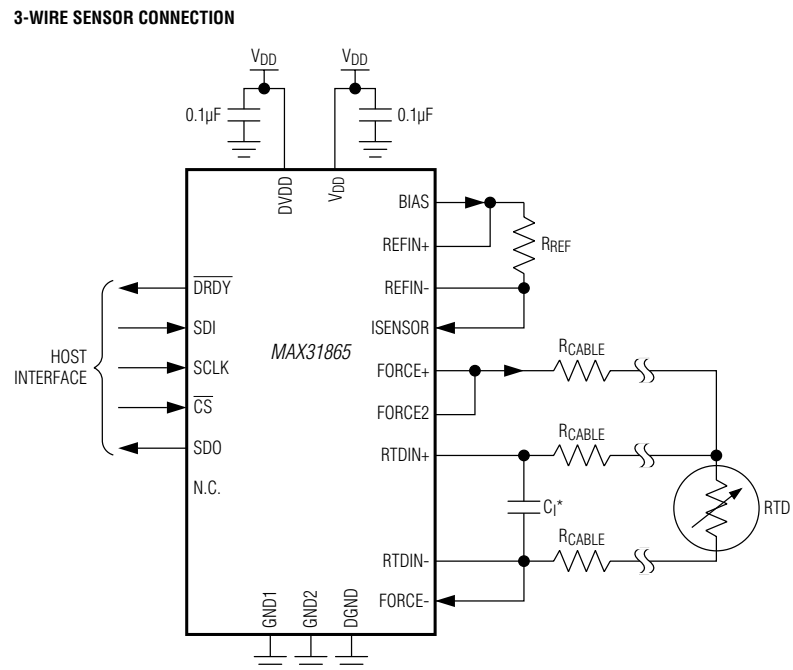 3-WIRE SENSOR CONNECTION
VDD
VDD
0.1µF
0.1µF
DVDD
VDD
BIAS
REFIN+
RREF
REFIN-
ISENSOR
DRDY
SDI
MAX31865
HOST
INTERFACE
SCLK
CS
SDO
N.C.
FORCE+
RCABLE
FORCE2
RTDIN+
RCABLE
CI*
RTD
RTDIN-
RCABLE
FORCE-
GND1
GND2
DGND